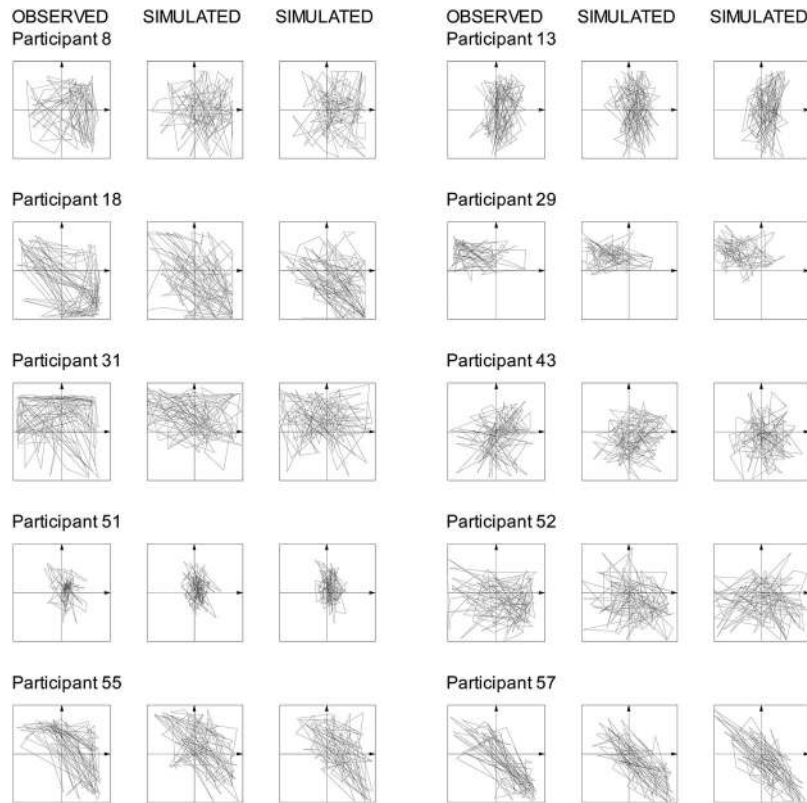 OBSERVED SIMULATED SIMULATED OBSERVED SIMULATED SIMULATED
Participant 8 Participant 13
Participant 18 Participant 29
Participant 31 Participant 43
Participant 51 Participant 52
Participant 55 Participant 57